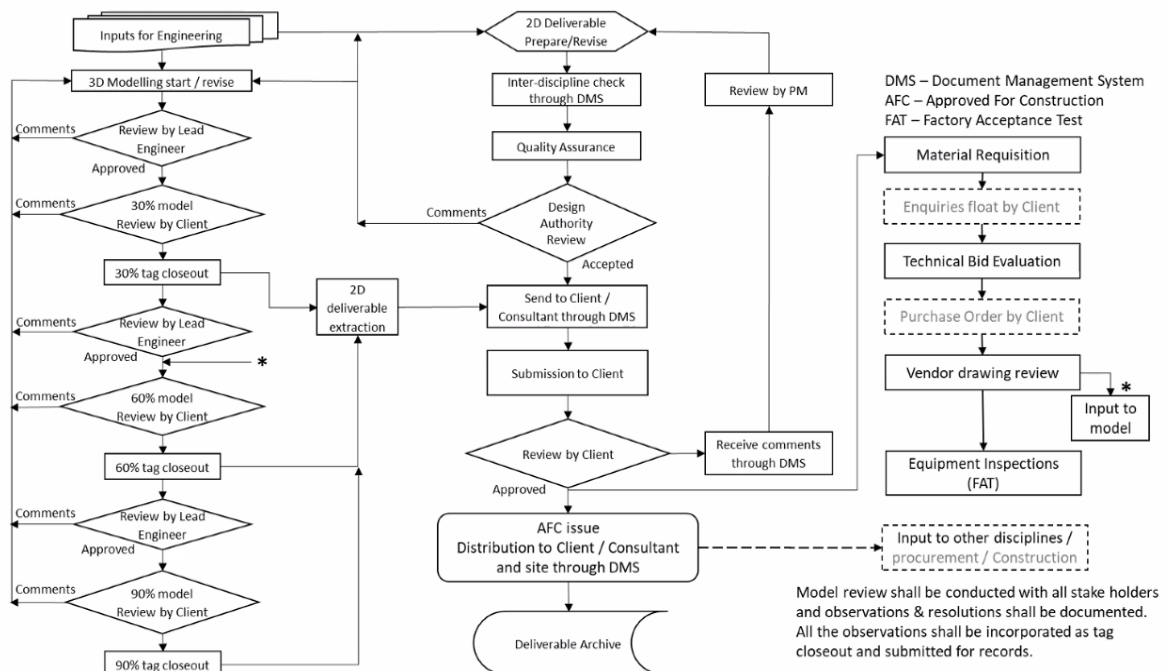 Inputs for Engineering
3D Modelling start / revise
Comments
Review by Lead
Engineer
Approved
Comments
30% model
Review by Client
30% tag closeout
Comments
Review by Lead
Engineer
Approved
*
Comments
60% model
Review by Client
60% tag closeout
Comments
Review by Lead
Engineer
Approved
Comments
90% model
Review by Client
90% tag closeout
2D
deliverable
extraction
2D Deliverable
Prepare/Revise
Inter-discipline check
through DMS
Quality Assurance
Comments
Design
Authority
Review
Accepted
Send to Client /
Consultant through DMS
Submission to Client
Review by Client
Approved
AFC issue
Distribution to Client / Consultant
and site through DMS
Deliverable Archive
Review by PM
Receive comments
through DMS
DMS – Document Management System
AFC – Approved For Construction
FAT – Factory Acceptance Test
Material Requisition
Enquiries float by Client
Technical Bid Evaluation
Purchase Order by Client
Vendor drawing review
*
Input to
model
Equipment Inspections
(FAT)
Input to other disciplines /
procurement / Construction
Model review shall be conducted with all stake holders
and observations & resolutions shall be documented.
All the observations shall be incorporated as tag
closeout and submitted for records.